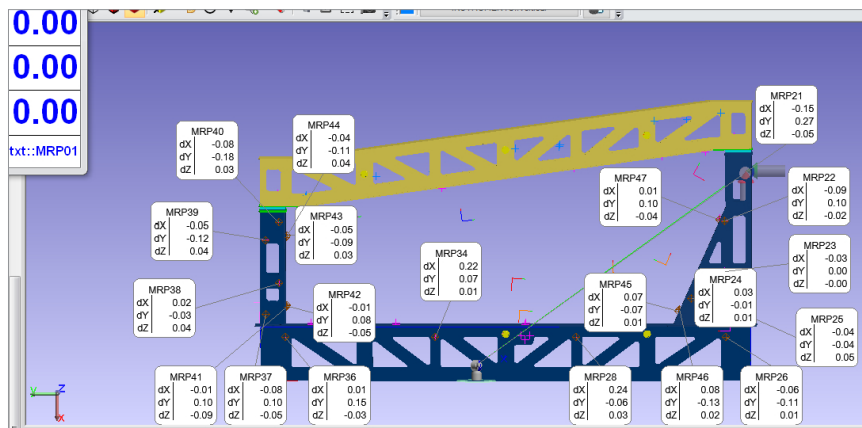 0.00
0.00
0.00
txt::MRP01
MRP21
dX -0.15
dY 0.27
dZ -0.05
MRP44
dX -0.04
dY -0.11
dZ 0.04
MRP40
dX -0.08
dY -0.18
dZ 0.03
MRP47
dX 0.01
dY 0.10
dZ -0.04
MRP22
dX -0.09
dY 0.10
dZ -0.02
MRP39
dX -0.05
dY -0.12
dZ 0.04
MRP43
dX -0.05
dY -0.09
dZ 0.03
MRP34
dX 0.22
dY 0.07
dZ 0.01
MRP23
dX -0.03
dY 0.00
dZ -0.00
MRP38
dX 0.02
dY -0.03
dZ 0.04
MRP42
dX -0.01
dY 0.08
dZ -0.05
MRP45
dX 0.07
dY -0.07
dZ 0.01
MRP24
dX 0.03
dY -0.01
dZ 0.01
MRP25
dX -0.04
dY -0.04
dZ 0.05
MRP41
dX -0.01
dY 0.10
dZ -0.09
MRP37
dX -0.08
dY 0.10
dZ -0.05
MRP36
dX 0.01
dY 0.15
dZ -0.03
MRP28
dX 0.24
dY -0.06
dZ 0.03
MRP46
dX 0.08
dY -0.13
dZ 0.02
MRP26
dX -0.06
dY -0.11
dZ 0.01
Y Z
X